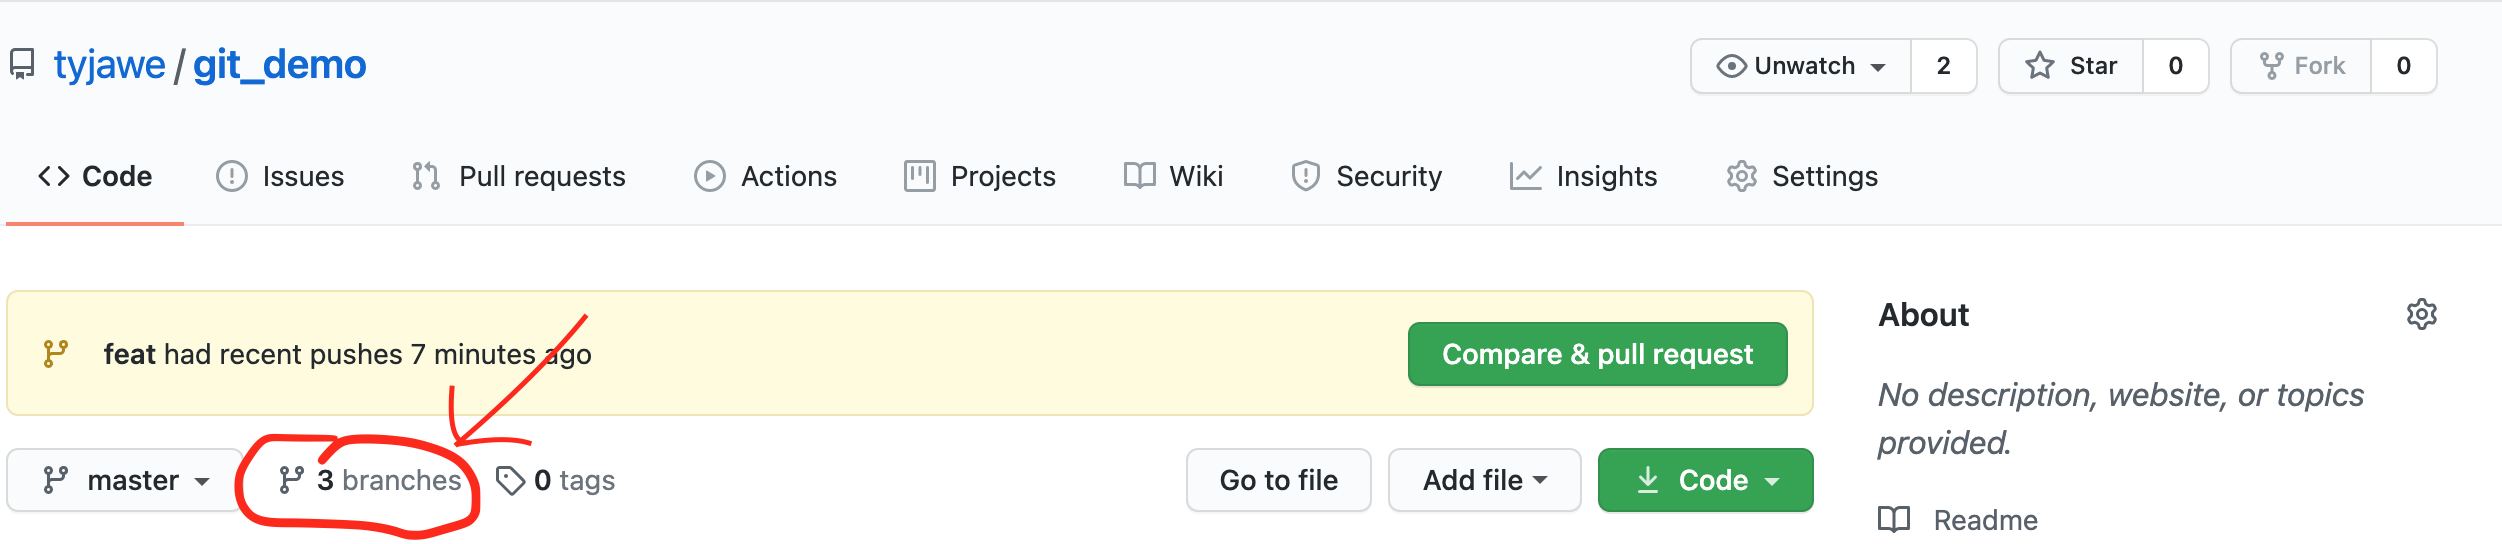 tyjawe / git_demo
Unwatch 2 Star 0 Fork 0
Code Issues Pull requests Actions Projects Wiki Security Insights Settings
feat had recent pushes 7 minutes ago
Compare & pull request
master 3 branches 0 tags
Go to file Add file Code
About
No description, website, or topics
provided.
Readme